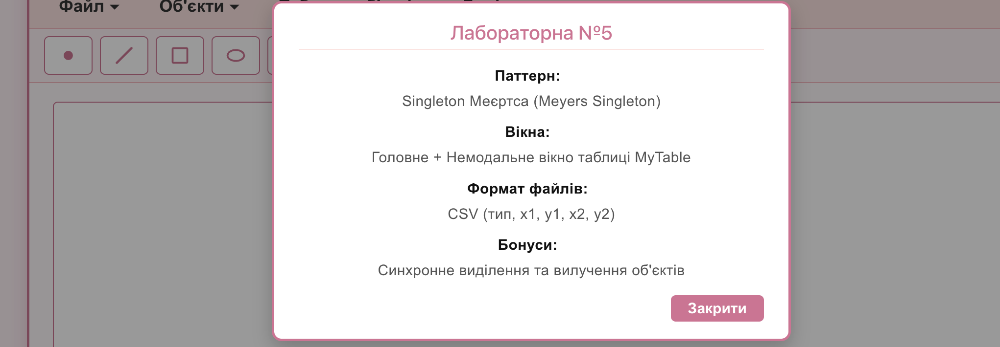 Файл
Об'єкти
Лабораторна №5
Паттерн:
Singleton Меєртса (Meyers Singleton)
Вікна:
Головне + Немодальне вікно таблиці MyTable
Формат файлів:
CSV (тип, x1, y1, x2, y2)
Бонуси:
Синхронне виділення та вилучення об'єктів
Закрити